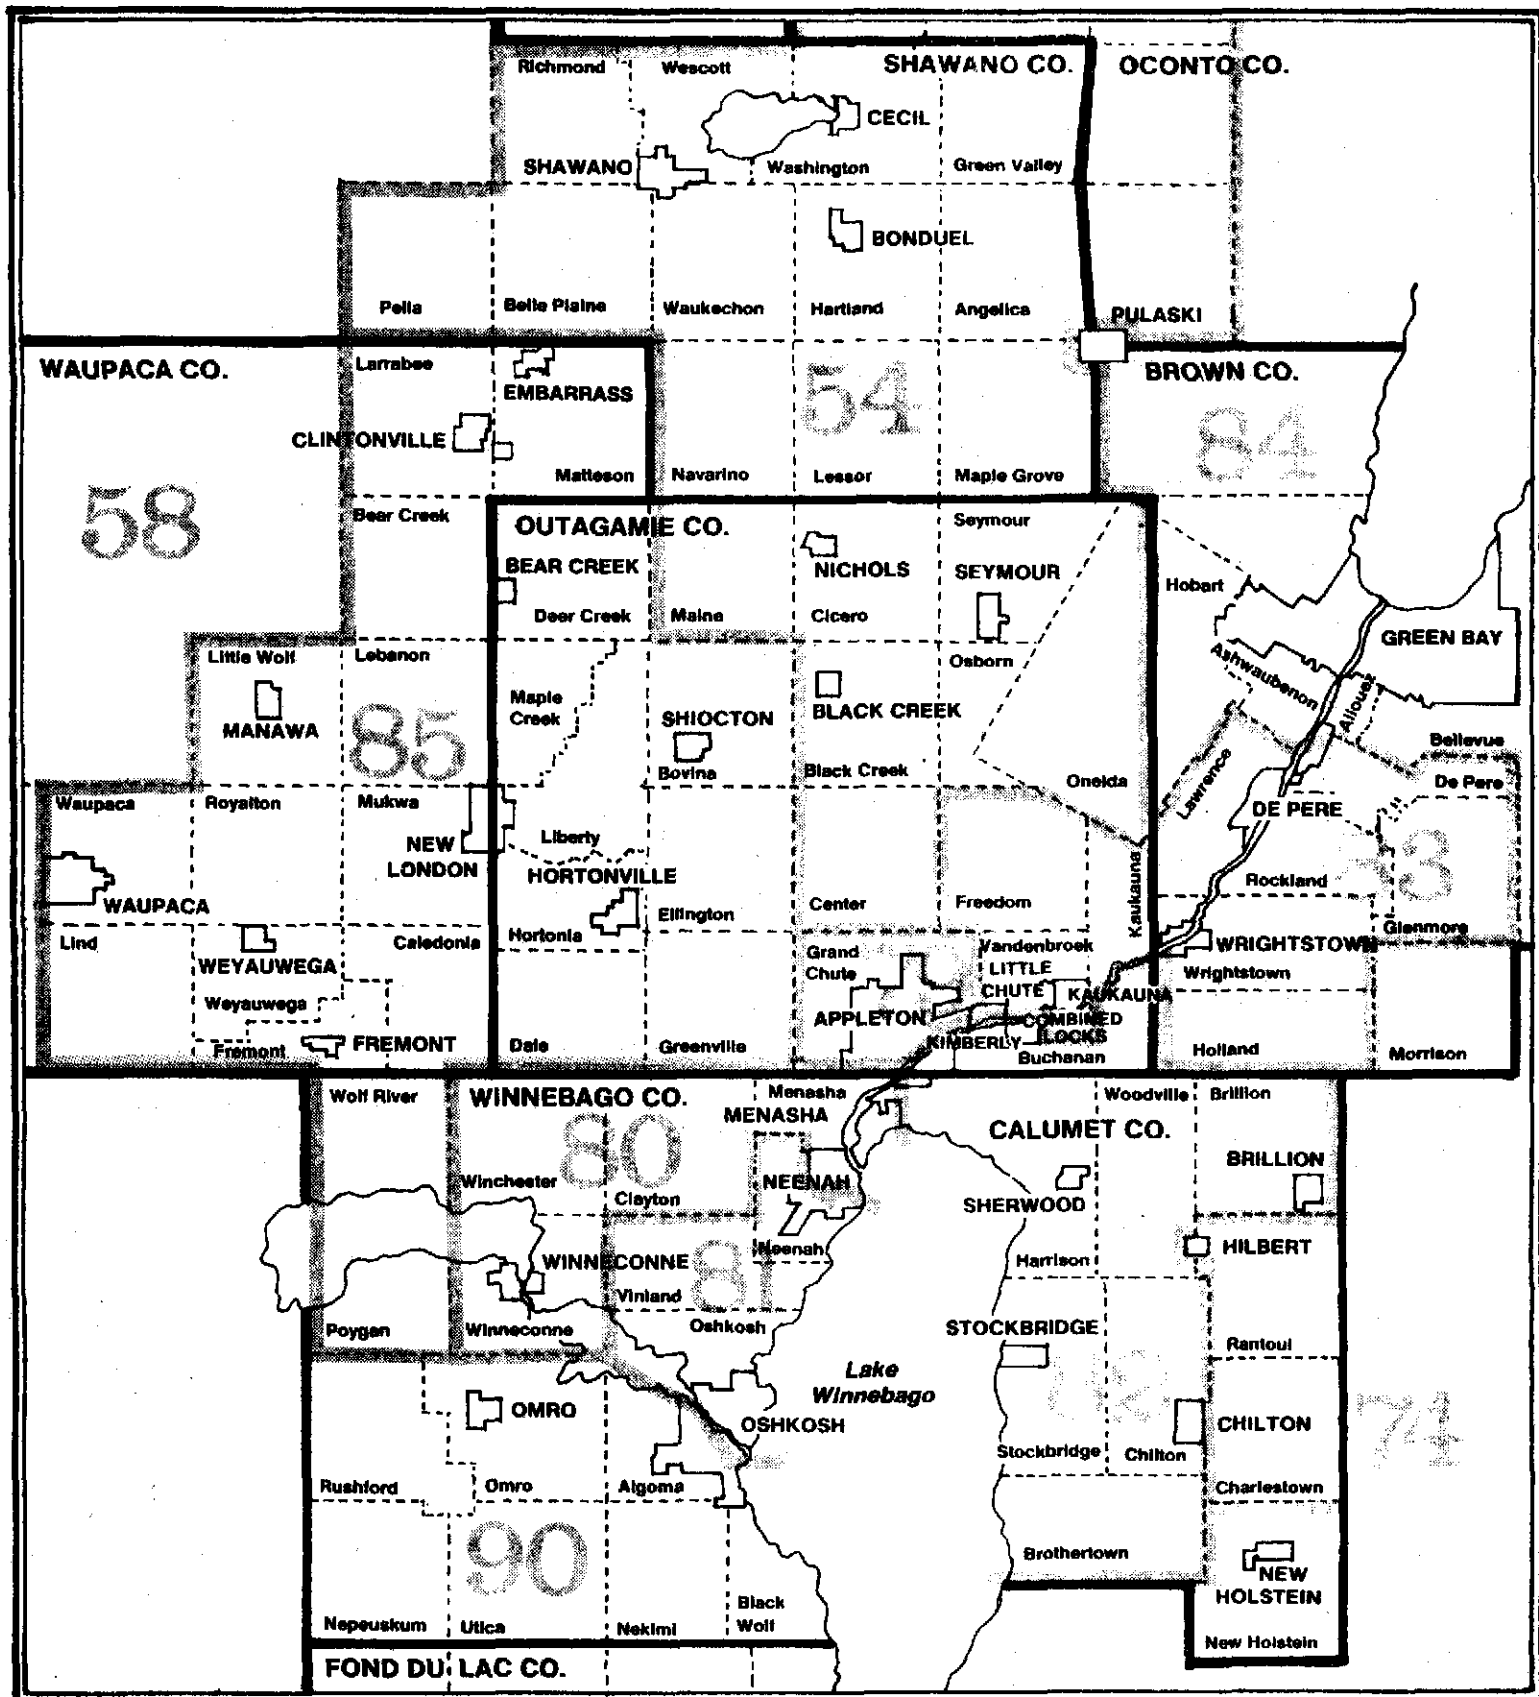 Richmond
Wescott
SHAWANO CO.
OCONTO CO.
CECIL
SHAWANO
Washington
Green Valley
BONDUEL
Pella
Belle Plaine
Waukechon
Hartland
Angelica
PULASKI
WAUPACA CO.
Larrabee
EMBARRASS
54
BROWN CO.
84
CLINTONVILLE
Matteson
Navarino
Lessor
Maple Grove
58
Bear Creek
OUTAGAMIE CO.
Seymour
BEAR CREEK
NICHOLS
SEYMOUR
Hobart
Deer Creek
Maine
Cicero
GREEN BAY
Little Wolf
Lebanon
Osborn
Ashwaubenon
Allouez
MANAWA
85
Maple
Creek
SHIOCTON
BLACK CREEK
Bellevue
Bovina
Black Creek
Oneida
Lawrence
De Pere
Waupaca
Royalton
Mukwa
DE PERE
NEW
LONDON
Liberty
HORTONVILLE
Kaukauna
Rockland
3
WAUPACA
Ellington
Center
Freedom
Glenmore
Lind
Caledonia
Hortonia
Grand
Chute
Vandenbroek
WRIGHTSTOWN
WEYAUWEGA
LITTLE
CHUTE
KAUKAUNA
Wrightstown
Weyauwega
APPLETON
COMBINED
LOCKS
Fremont
FREMONT
Dale
Greenville
KIMBERLY
Buchanan
Holland
Morrison
Wolf River
WINNEBAGO CO.
Menasha
MENASHA
Woodville
Brillion
CALUMET CO.
80
BRILLION
Winchester
Clayton
NEENAH
SHERWOOD
Neenah
WINNECONNE
81
Harrison
HILBERT
Vinland
Poygan
Winneconne
Oshkosh
STOCKBRIDGE
Rantoul
Lake
Winnebago
OMRO
OSHKOSH
CHILTON
74
Stockbridge
Chilton
Rushford
Omro
Algoma
Charlestown
90
Brothertown
NEW
HOLSTEIN
Nepeuskum
Utica
Nekimi
Black
Wolf
New Holstein
FOND DU LAC CO.